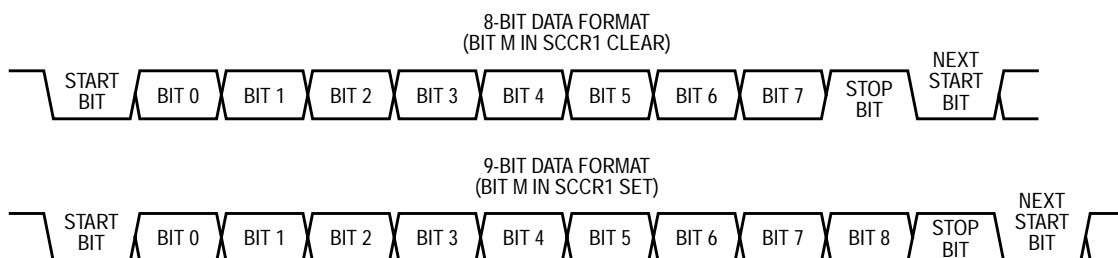 8-BIT DATA FORMAT
(BIT M IN SCCR1 CLEAR)
START
BIT
BIT 0
BIT 1
BIT 2
BIT 3
BIT 4
BIT 5
BIT 6
BIT 7
STOP
BIT
NEXT
START
BIT
9-BIT DATA FORMAT
(BIT M IN SCCR1 SET)
START
BIT
BIT 0
BIT 1
BIT 2
BIT 3
BIT 4
BIT 5
BIT 6
BIT 7
BIT 8
STOP
BIT
NEXT
START
BIT